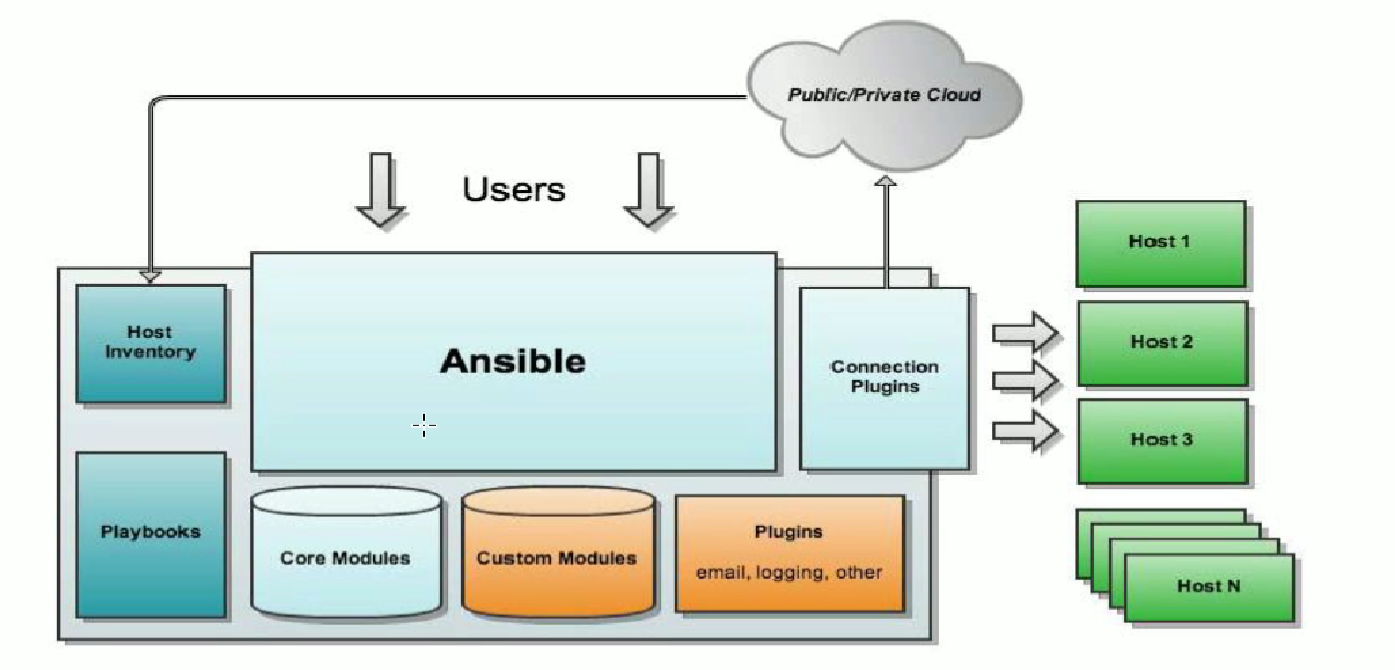 Public/Private Cloud
Users
Host 1
Host
Inventory
Ansible
Connection
Plugins
Host 2
Host 3
Playbooks
Core Modules
Custom Modules
Plugins
email, logging, other
Host N